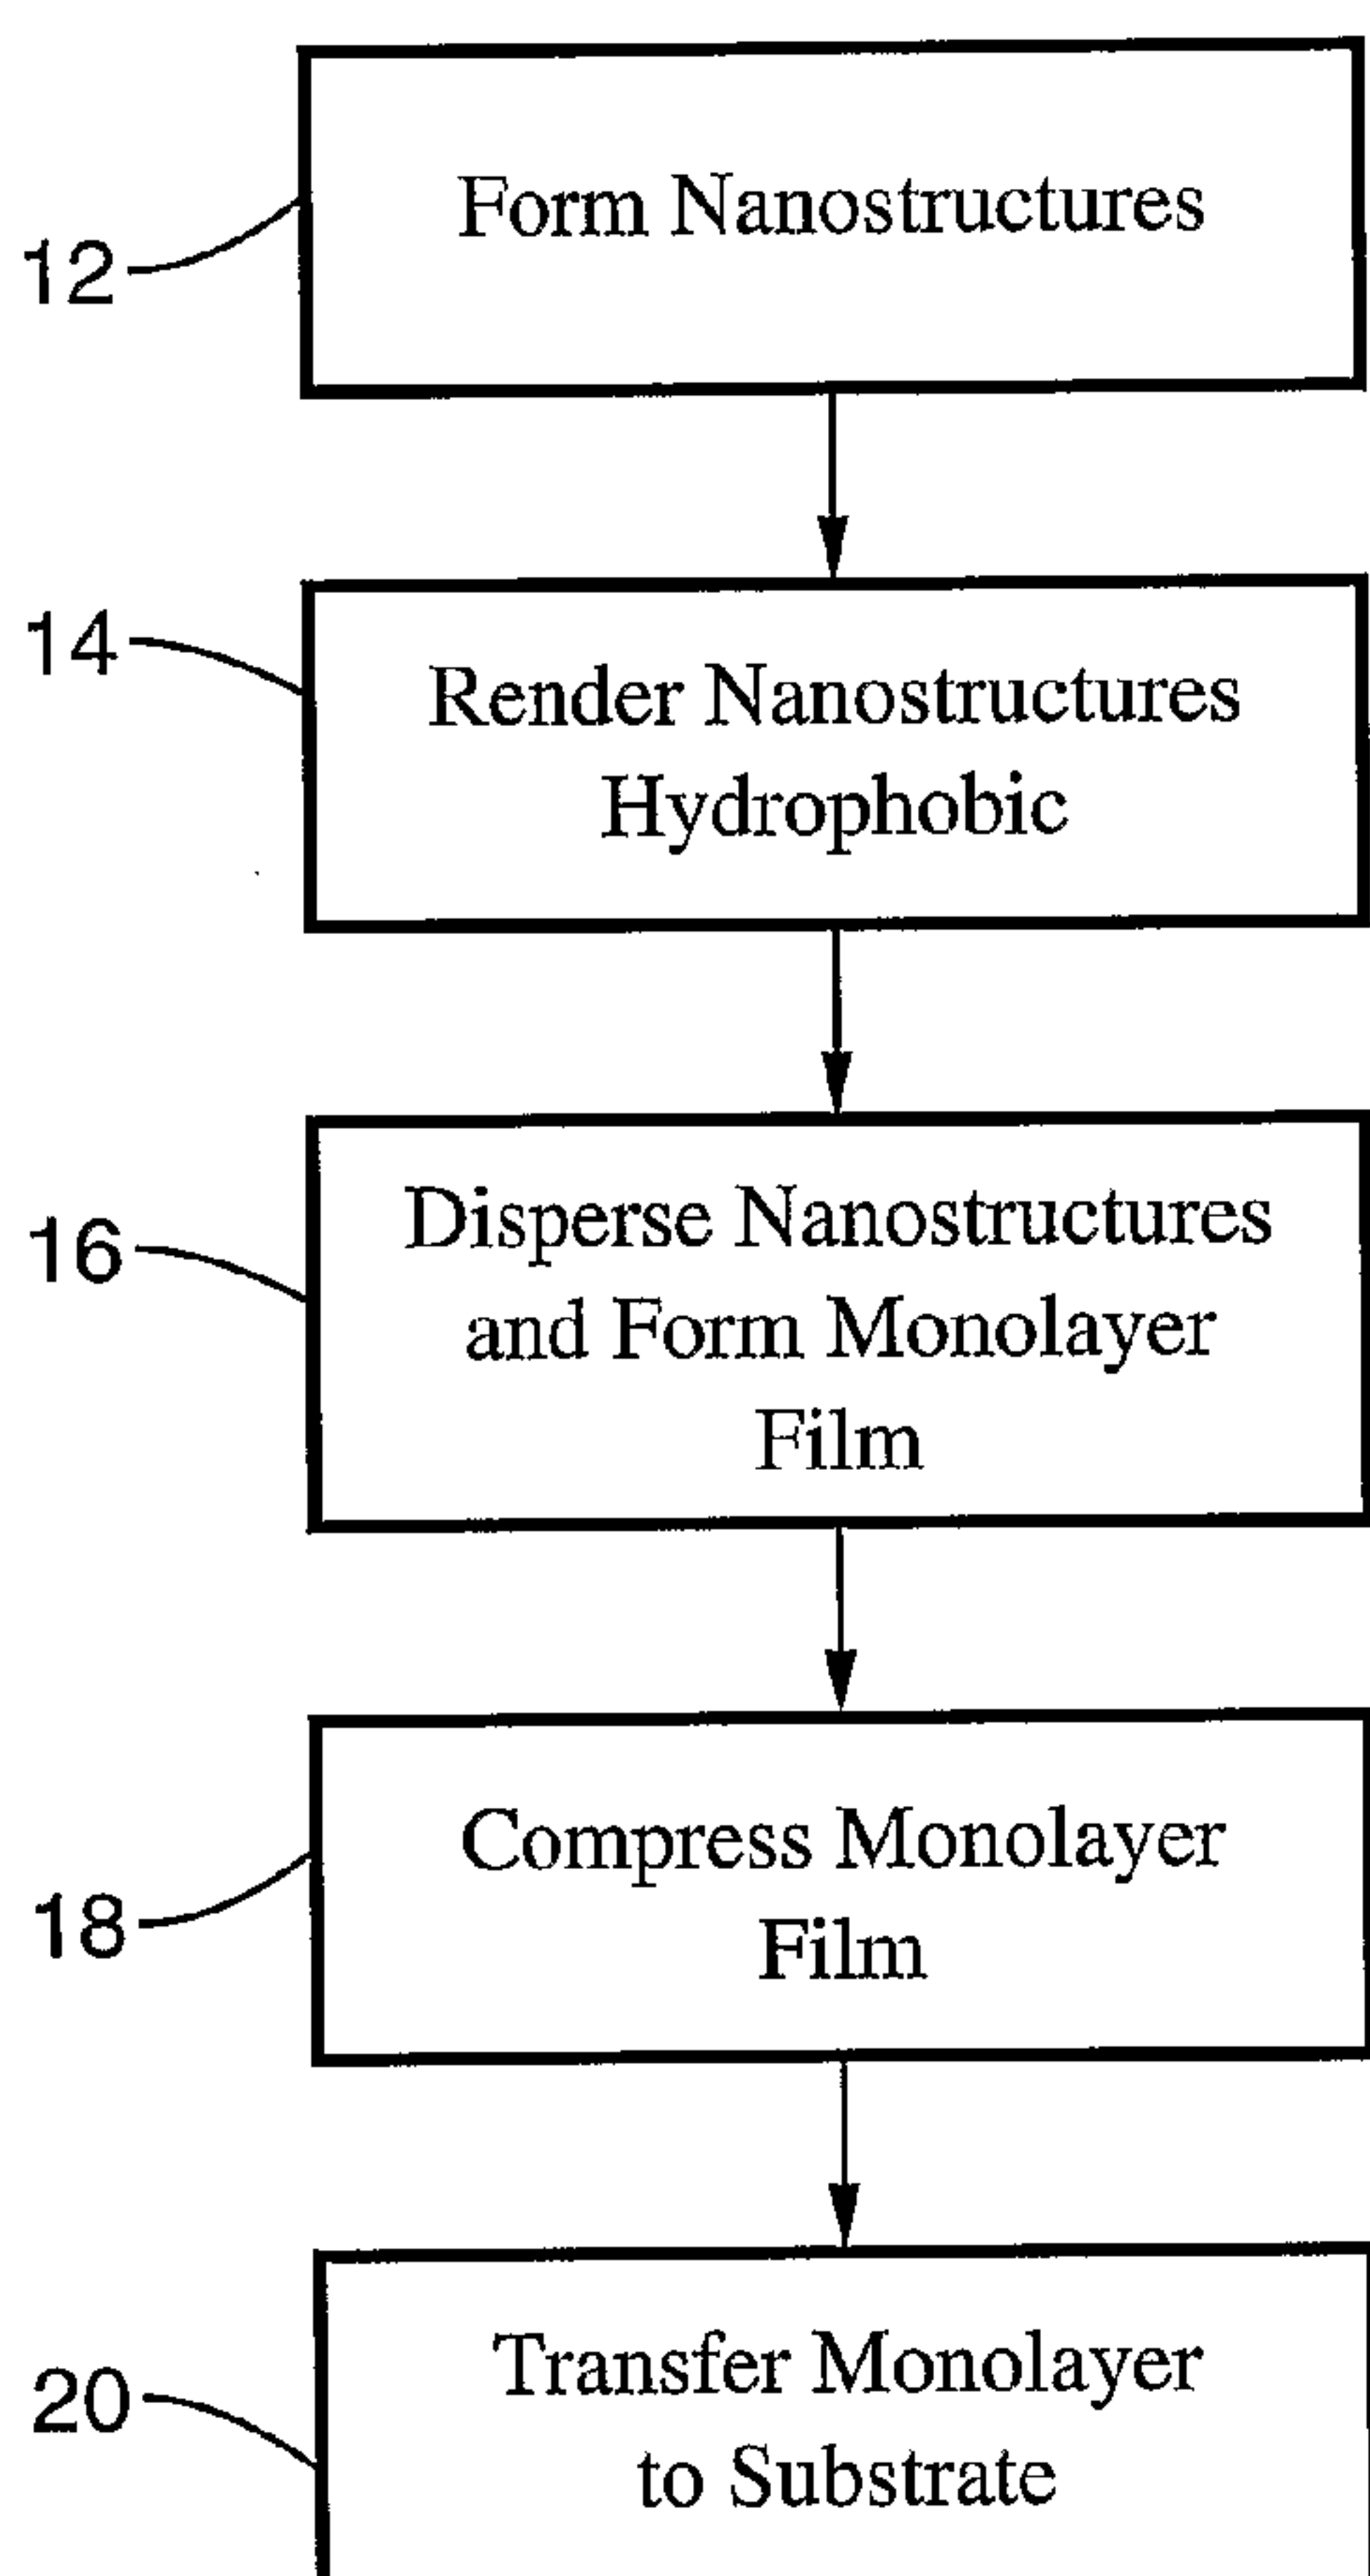 12
Form Nanostructures
14
Render Nanostructures
Hydrophobic
16
Disperse Nanostructures
and Form Monolayer
Film
18
Compress Monolayer
Film
20
Transfer Monolayer
to Substrate